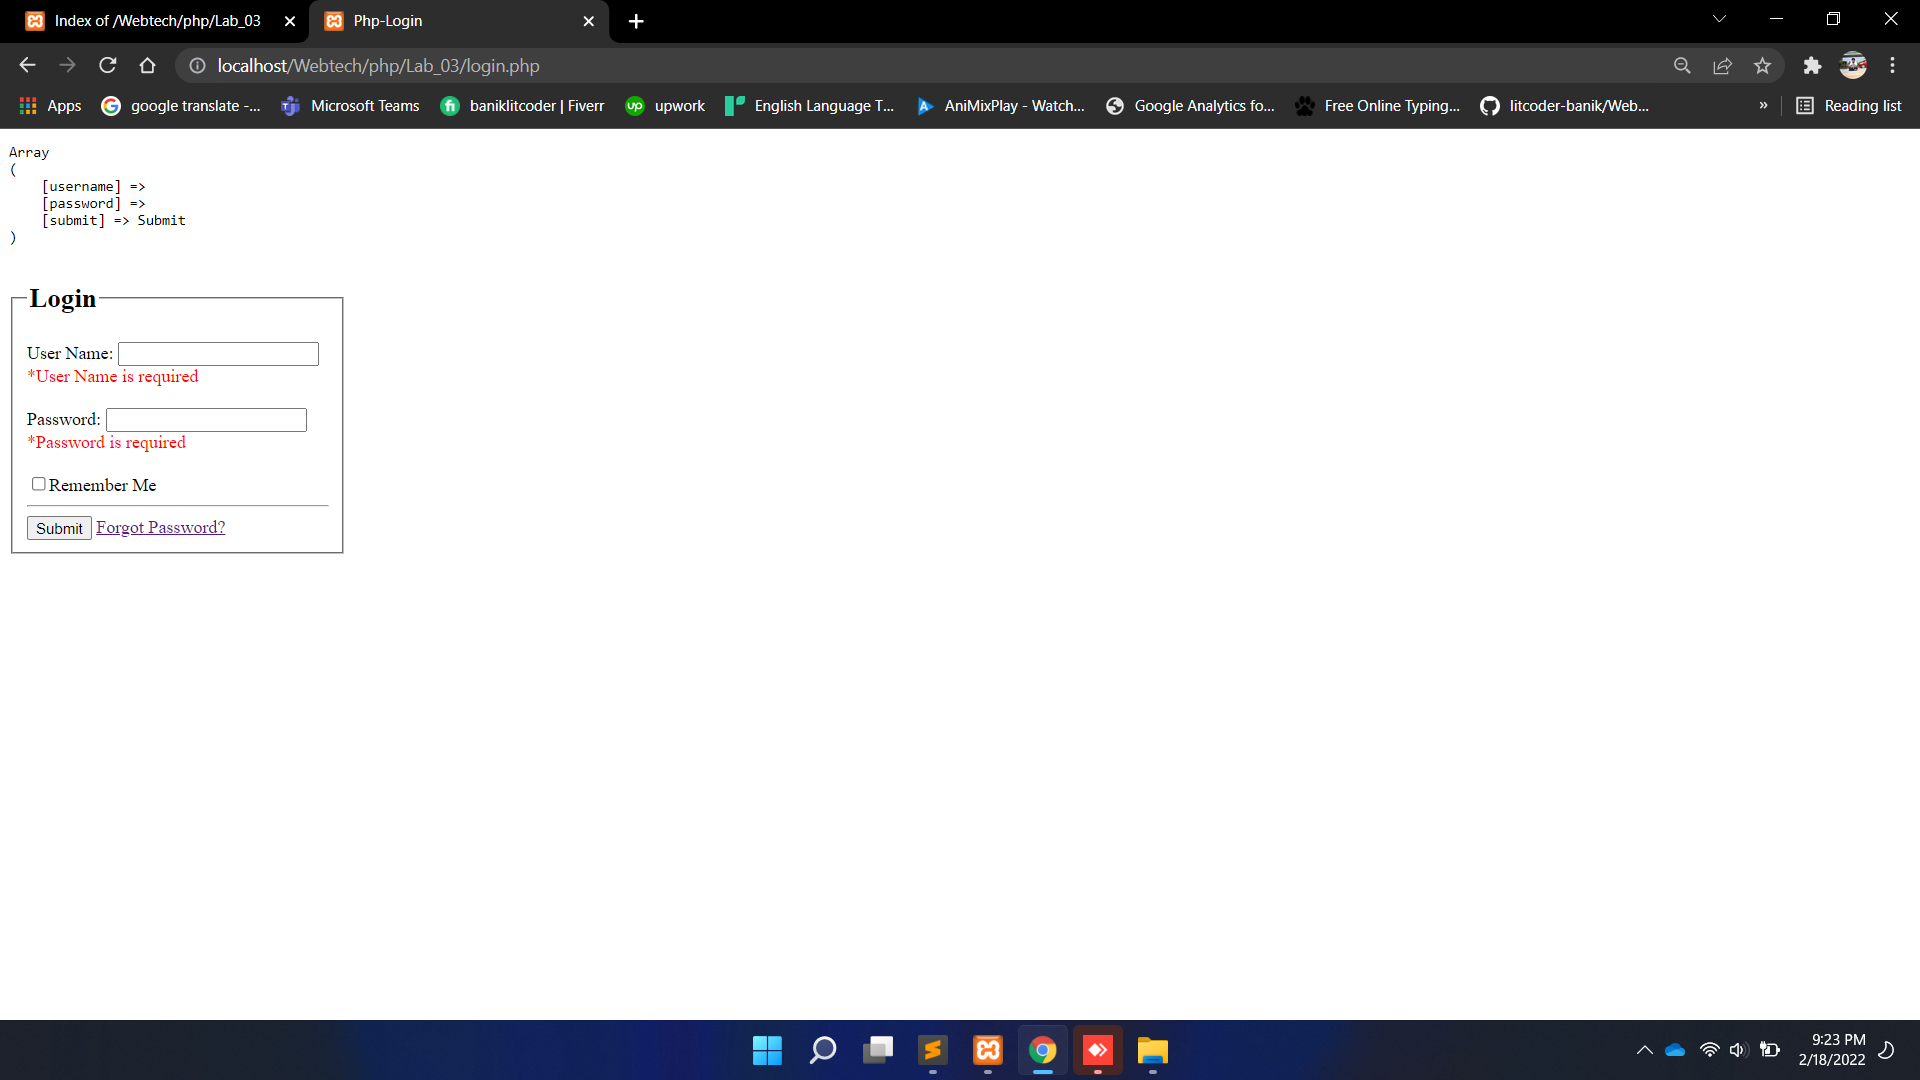 Index of /Webtech/php/Lab_03
Php-Login
localhost/Webtech/php/Lab_03/login.php
Apps
google translate -...
Microsoft Teams
baniklitcoder | Fiverr
upwork
English Language T...
AniMixPlay - Watch...
Google Analytics fo...
Free Online Typing...
litcoder-banik/Web...
»
Reading list
Array
(
[username] =>
[password] =>
[submit] => Submit
)
Login
User Name:
*User Name is required
Password:
*Password is required
Remember Me
Submit Forgot Password?
9:23 PM
2/18/2022